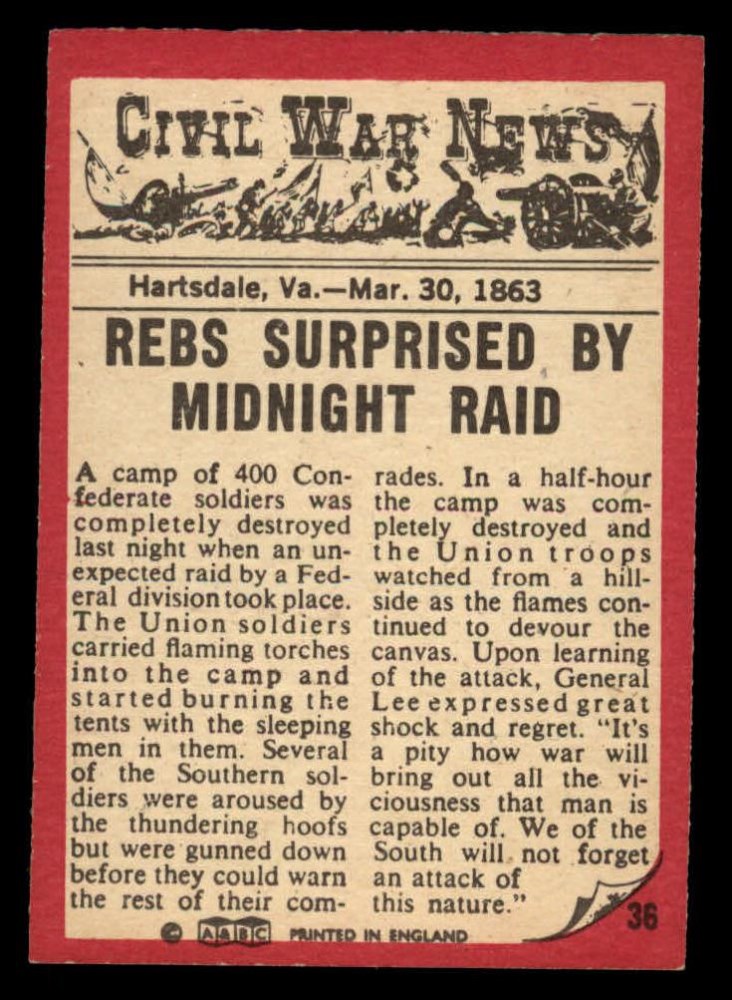 CIVIL WAR NEWS
Hartsdale, Va.—Mar. 30, 1863
REBS SURPRISED BY
MIDNIGHT RAID
A camp of 400 Con-
federate soldiers was
completely destroyed
last night when an un-
expected raid by a Fed-
eral division took place.
The Union soldiers
carried flaming torches
into the camp and
started burning the
tents with the sleeping
men in them. Several
of the Southern sol-
diers were aroused by
the thundering hoofs
but were gunned down
before they could warn
the rest of their com-
rades. In a half-hour
the camp was com-
pletely destroyed and
the Union troops
watched from a hill-
side as the flames con-
tinued to devour the
canvas. Upon learning
of the attack, General
Lee expressed great
shock and regret. “It's
a pity how war will
bring out all the vi-
ciousness that man is
capable of. We of the
South will not forget
an attack of
this nature.”
36
© A&BC PRINTED IN ENGLAND